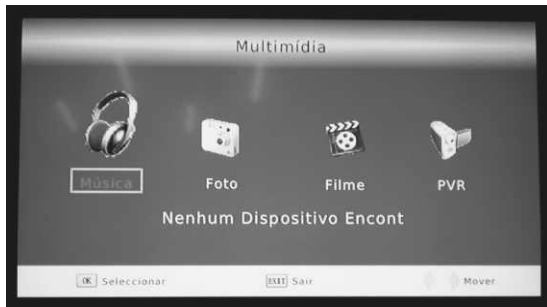 Multimídia
Música Foto Filme PVR
Nenhum Dispositivo Encont
OK Seleccionar EXIT Sair Mover